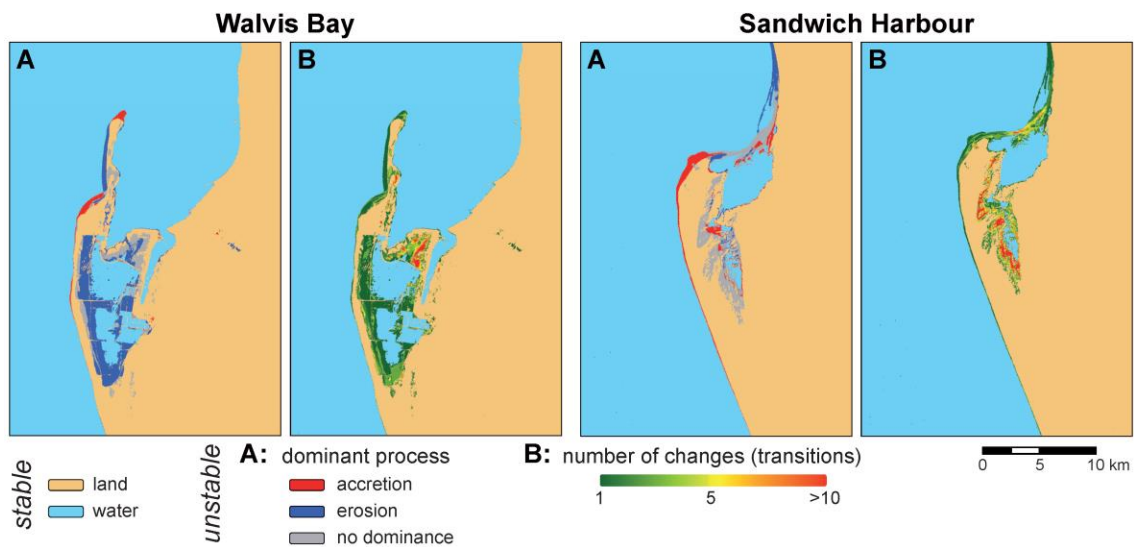 Walvis Bay
Sandwich Harbour
A
B
A
B
stable
land
water
unstable
A: dominant process
accretion
erosion
no dominance
B: number of changes (transitions)
1 5 >10
0 5 10 km